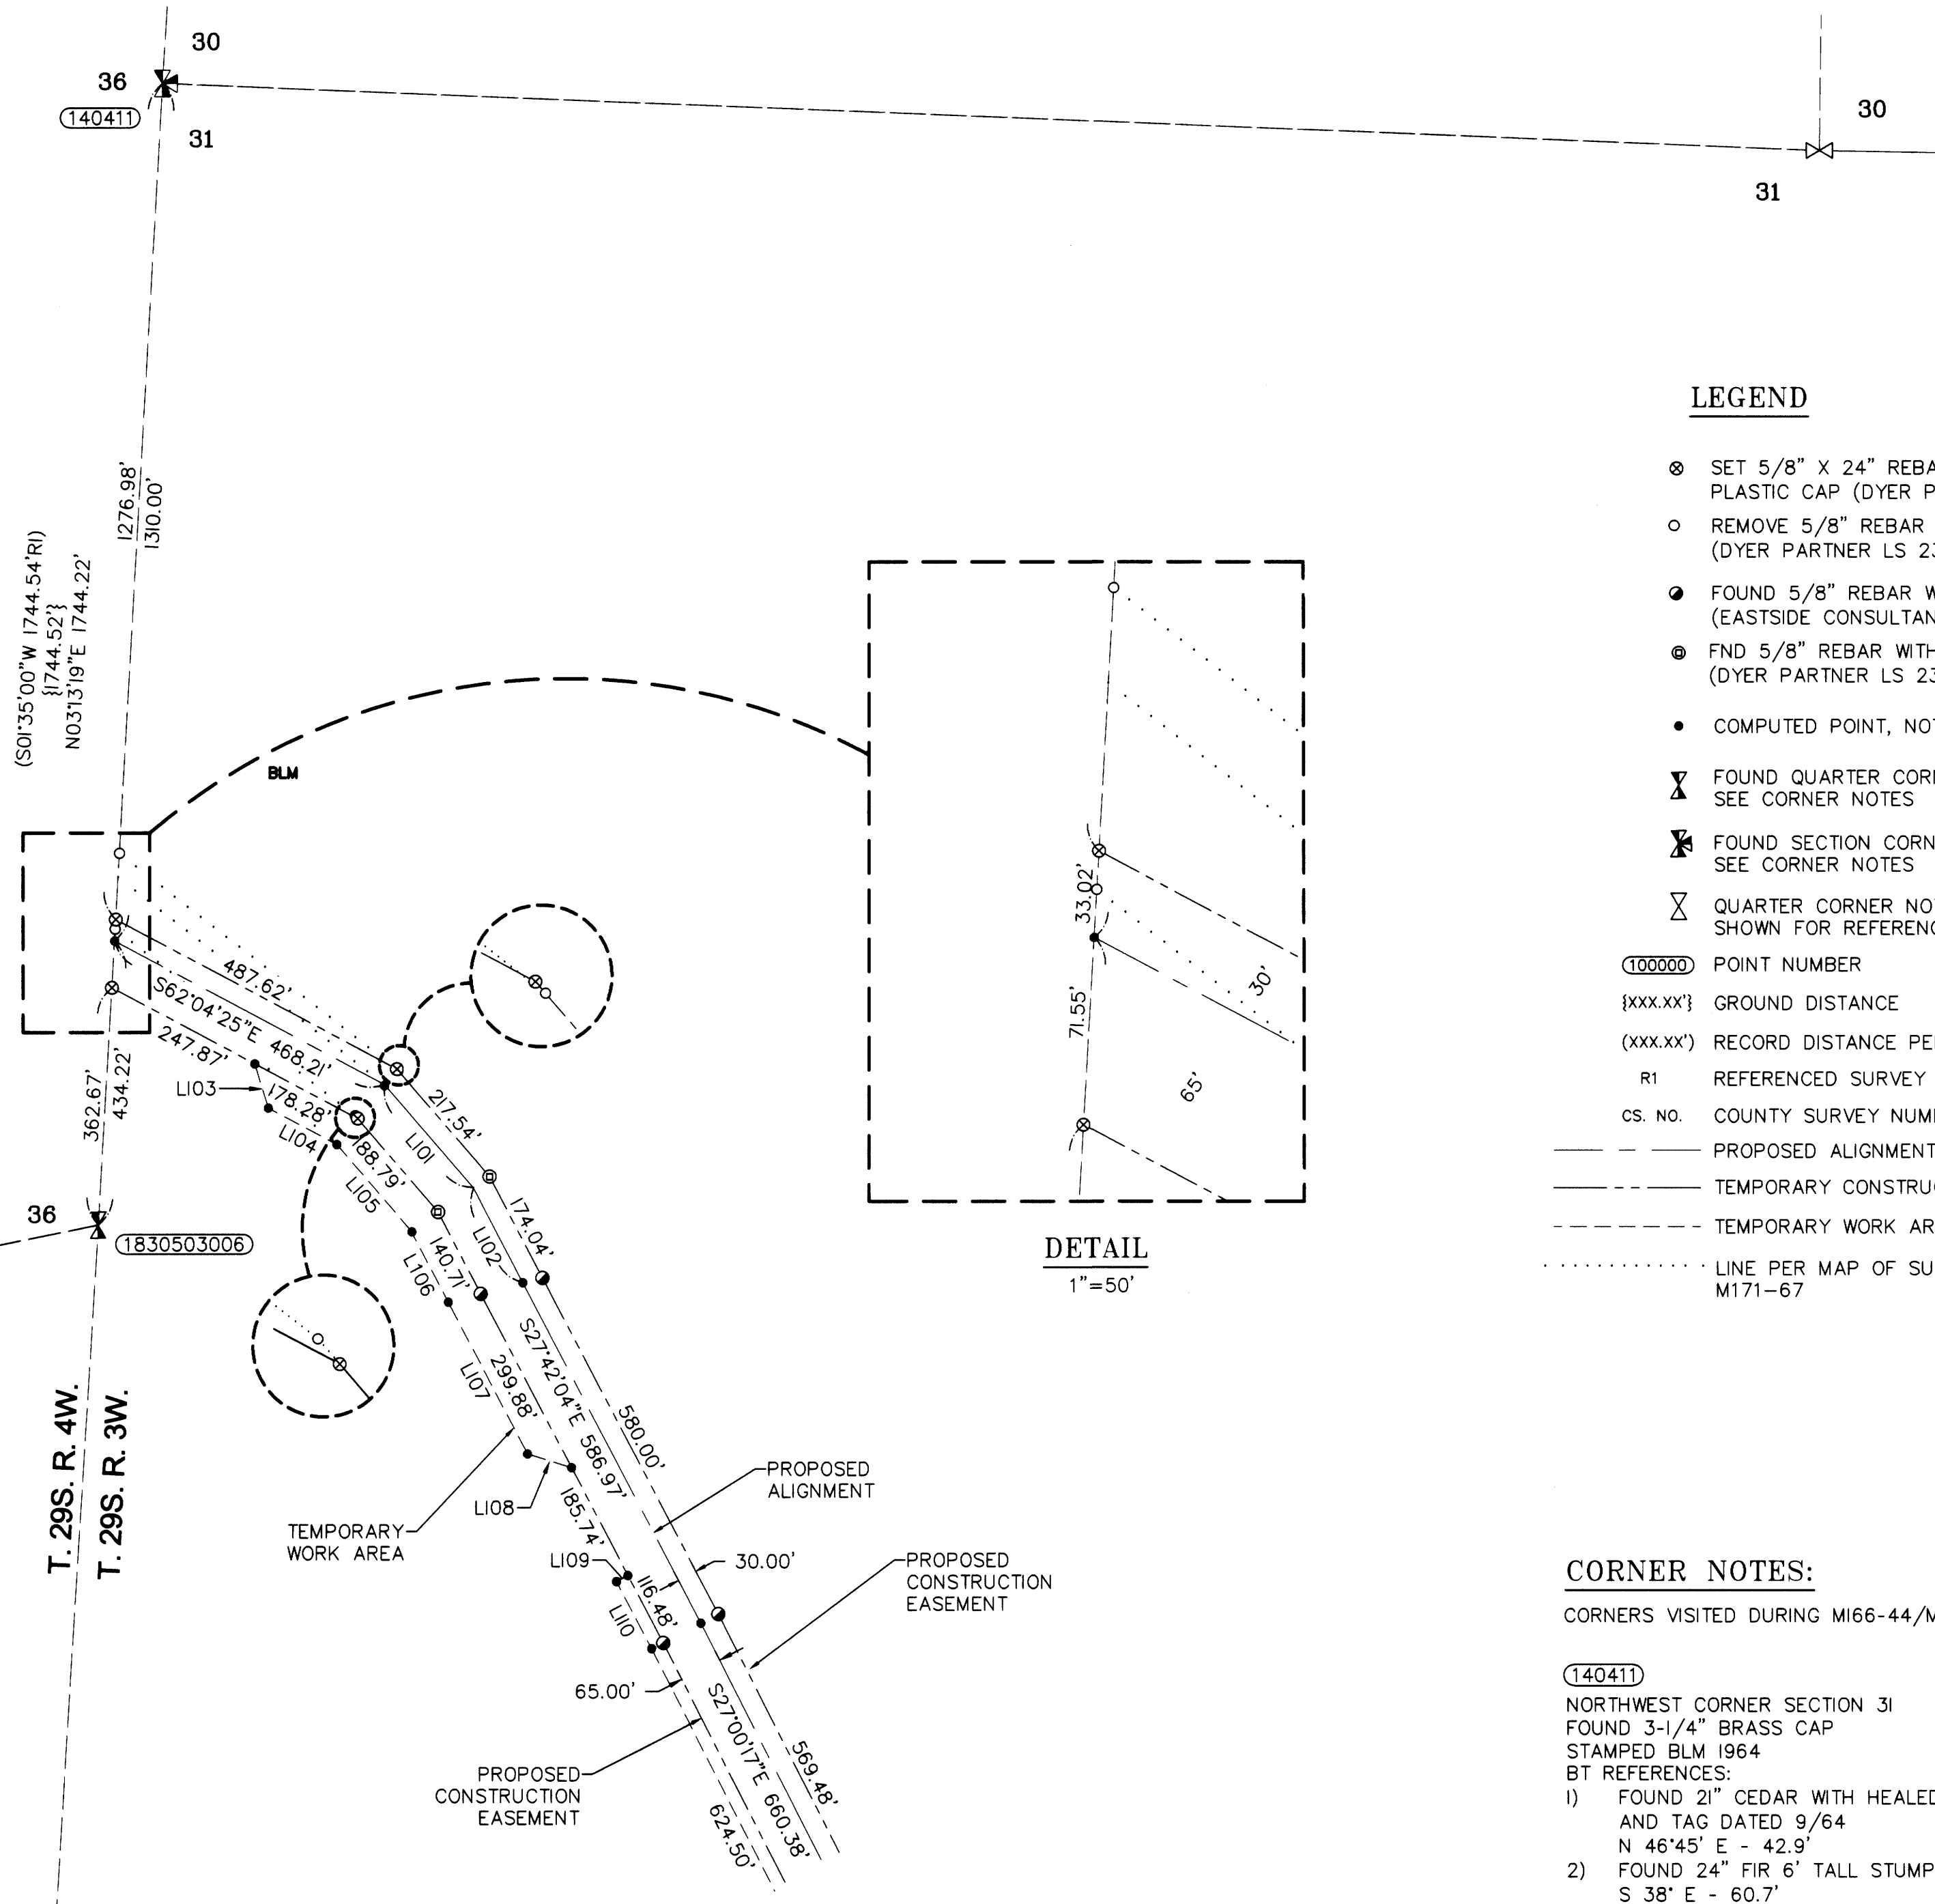 30
36
140411
31
30
31
1276.98'
1310.00'
(S01°35'00"W 1744.54'R1)
{1744.52'}
N03°13'19"E 1744.22'
BLM
487.62'
S62°04'25"E 468.21'
247.87'
L103
178.28'
L104
362.67'
434.22'
217.54'
L101
188.79'
L105
174.04'
L102
140.71'
L106
36
1830503006
L107
299.88'
S27°42'04"E 586.97'
580.00'
PROPOSED
ALIGNMENT
L108
185.74'
TEMPORARY
WORK AREA
L109
116.48'
30.00'
PROPOSED
CONSTRUCTION
EASEMENT
L110
65.00'
S27°00'17"E 660.38'
569.48'
PROPOSED
CONSTRUCTION
EASEMENT
624.50'
T. 29S. R. 4W.
T. 29S. R. 3W.
33.02'
30'
71.55'
65'
DETAIL
1"=50'
LEGEND
SET 5/8" X 24" REBA
PLASTIC CAP (DYER P
REMOVE 5/8" REBAR
(DYER PARTNER LS 23
FOUND 5/8" REBAR W
(EASTSIDE CONSULTAN
FND 5/8" REBAR WITH
(DYER PARTNER LS 23
COMPUTED POINT, NOT
FOUND QUARTER CORN
SEE CORNER NOTES
FOUND SECTION CORN
SEE CORNER NOTES
QUARTER CORNER NOT
SHOWN FOR REFERENC
100000 POINT NUMBER
{xxx.xx'} GROUND DISTANCE
(xxx.xx') RECORD DISTANCE PER
R1 REFERENCED SURVEY
CS. NO. COUNTY SURVEY NUM
PROPOSED ALIGNMENT
TEMPORARY CONSTRUC
TEMPORARY WORK AR
LINE PER MAP OF SU
M171-67
CORNER NOTES:
CORNERS VISITED DURING M166-44/M
140411
NORTHWEST CORNER SECTION 31
FOUND 3-1/4" BRASS CAP
STAMPED BLM 1964
BT REFERENCES:
1) FOUND 21" CEDAR WITH HEALED
AND TAG DATED 9/64
N 46°45' E - 42.9'
2) FOUND 24" FIR 6' TALL STUMP
S 38° E - 60.7'